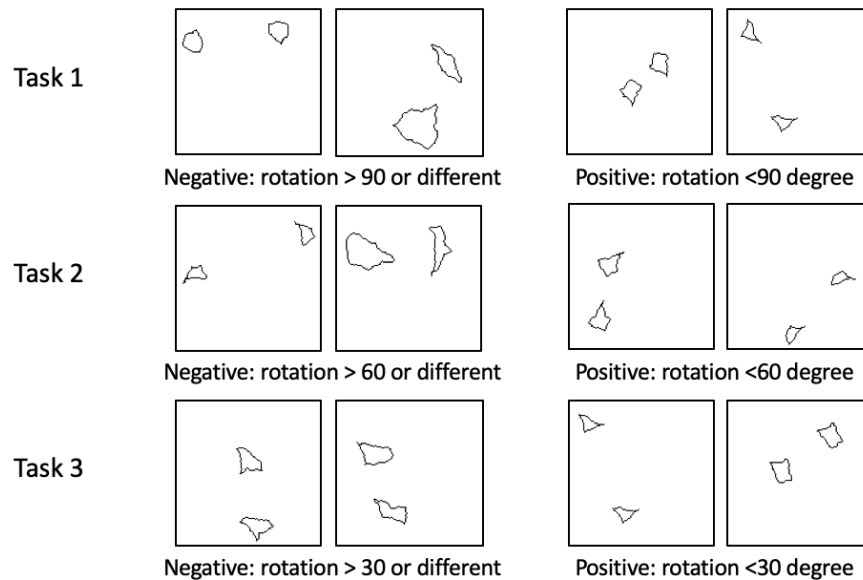 Task 1
Negative: rotation > 90 or different
Positive: rotation <90 degree
Task 2
Negative: rotation > 60 or different
Positive: rotation <60 degree
Task 3
Negative: rotation > 30 or different
Positive: rotation <30 degree